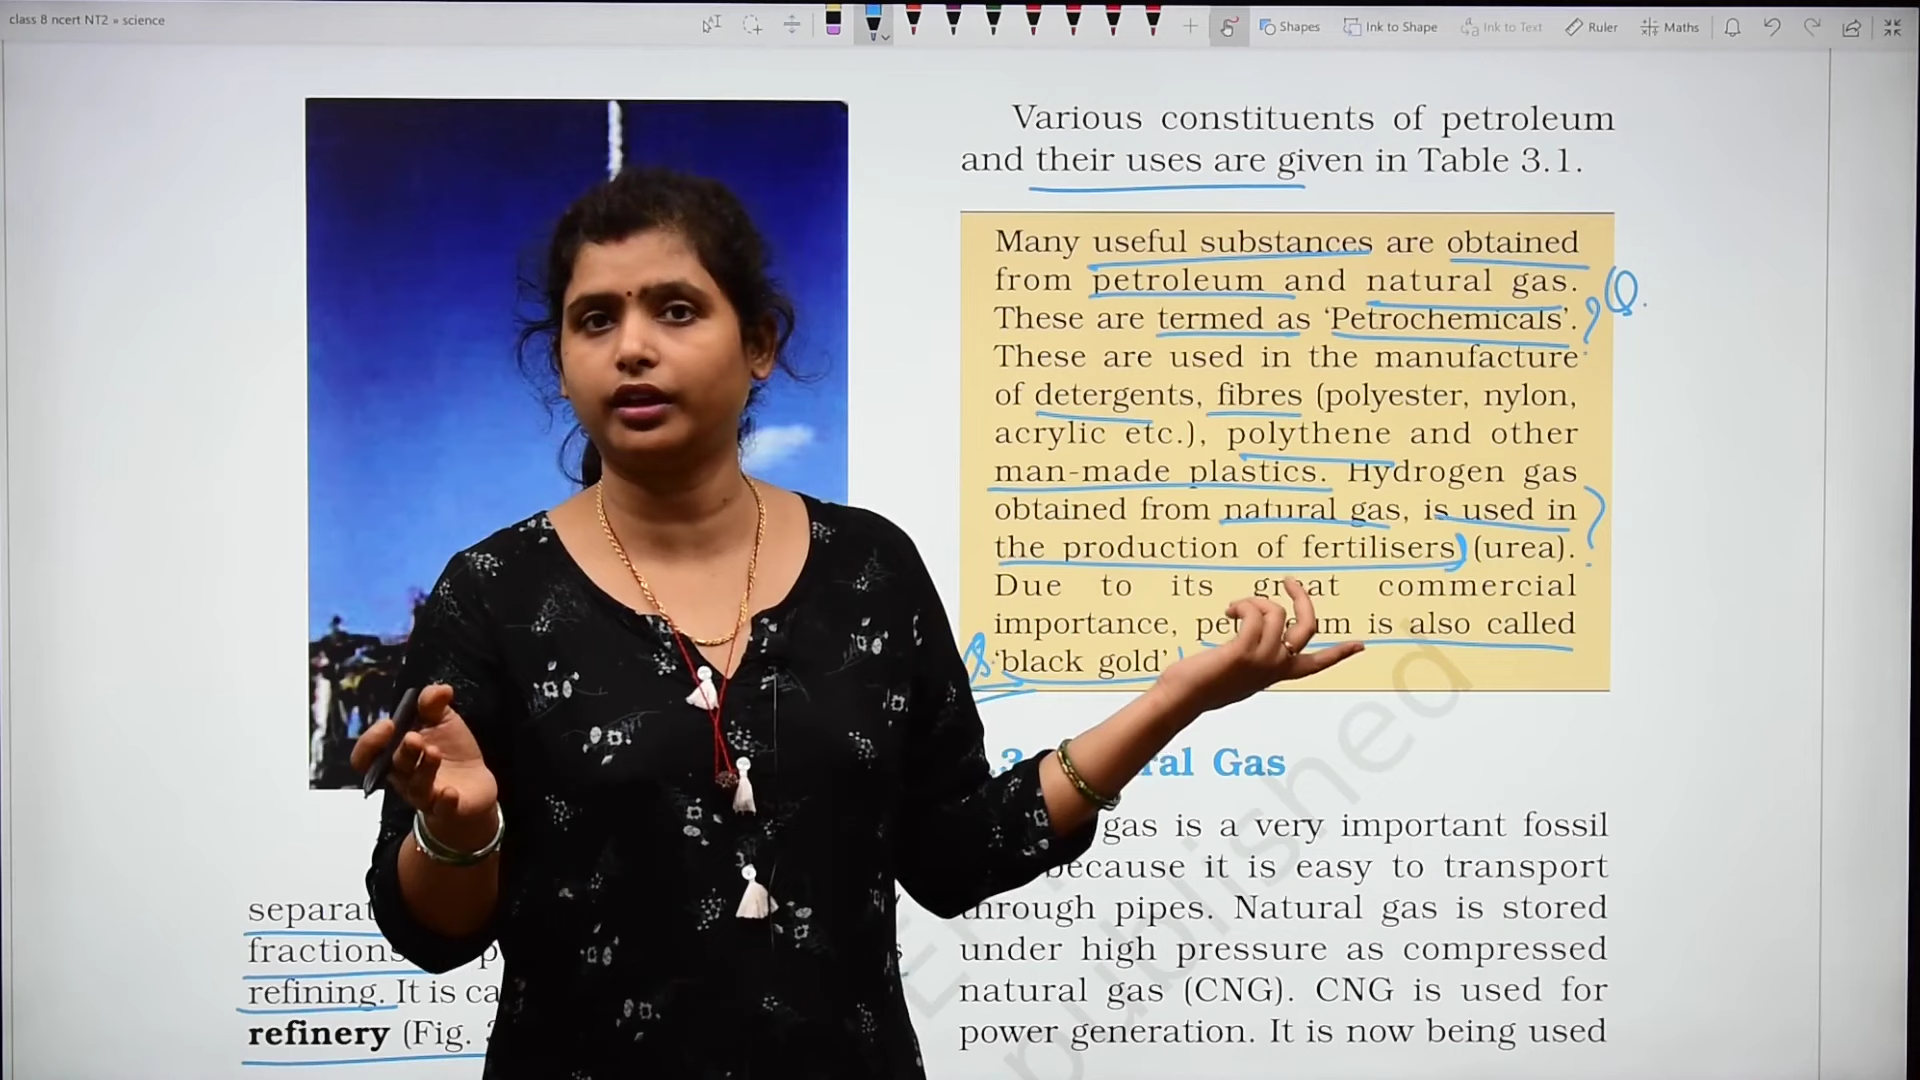 class 8 ncert NT2 » science
Shapes
Ink to Shape
Ink to Text
Ruler
Maths
Various constituents of petroleum
and their uses are given in Table 3.1.
Many useful substances are obtained
from petroleum and natural gas.
Q.
These are termed as ‘Petrochemicals’.
?
These are used in the manufacture
of detergents, fibres (polyester, nylon,
acrylic etc.), polythene and other
man-made plastics. Hydrogen gas
obtained from natural gas, is used in
?
the production of fertilisers) (urea).
Due to its great commercial
importance, is also called
‘black gold’
Gas
gas is a very important fossil
because it is easy to transport
through pipes. Natural gas is stored
under high pressure as compressed
natural gas (CNG). CNG is used for
power generation. It is now being used
fractions
refining. It is
refinery (Fig.
published